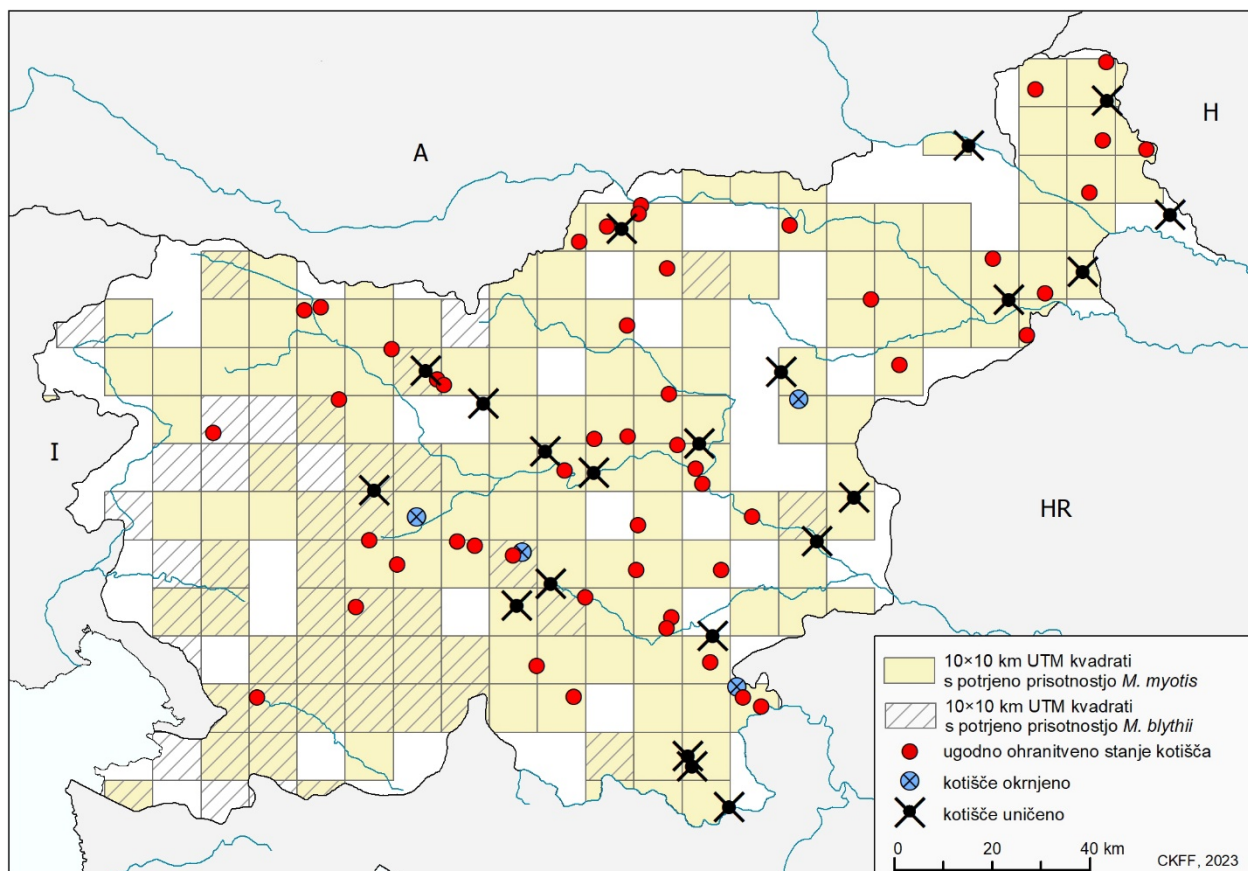 A
H
I
HR
10×10 km UTM kvadrati
s potrjeno prisotnostjo M. myotis
10×10 km UTM kvadrati
s potrjeno prisotnostjo M. blythii
ugodno ohranitveno stanje kotišča
kotišče okrnjeno
kotišče uničeno
0 20 40 km
CKFF, 2023